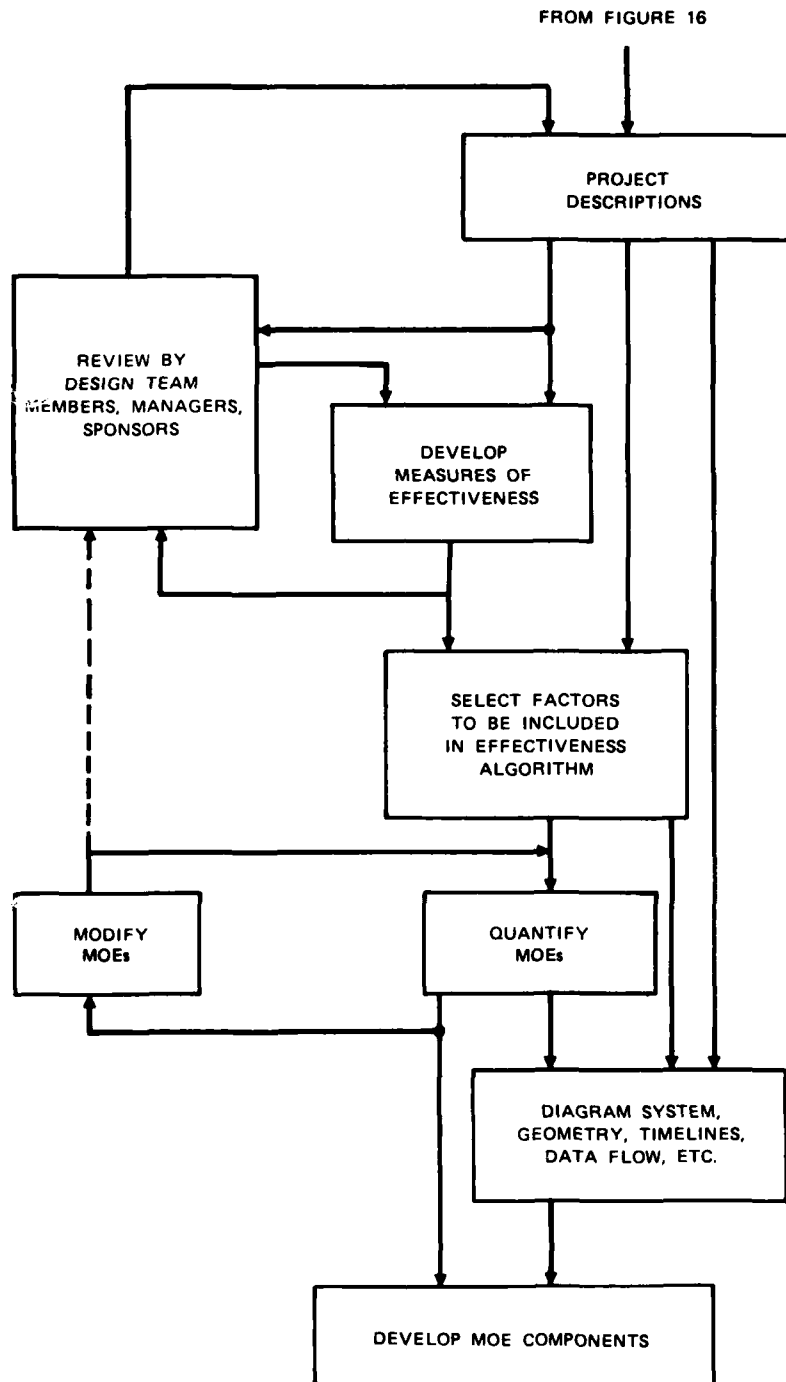 FROM FIGURE 16
PROJECT
DESCRIPTIONS
REVIEW BY
DESIGN TEAM
MEMBERS, MANAGERS,
SPONSORS
DEVELOP
MEASURES OF
EFFECTIVENESS
SELECT FACTORS
TO BE INCLUDED
IN EFFECTIVENESS
ALGORITHM
MODIFY
MOEs
QUANTIFY
MOEs
DIAGRAM SYSTEM,
GEOMETRY, TIMELINES,
DATA FLOW, ETC.
DEVELOP MOE COMPONENTS